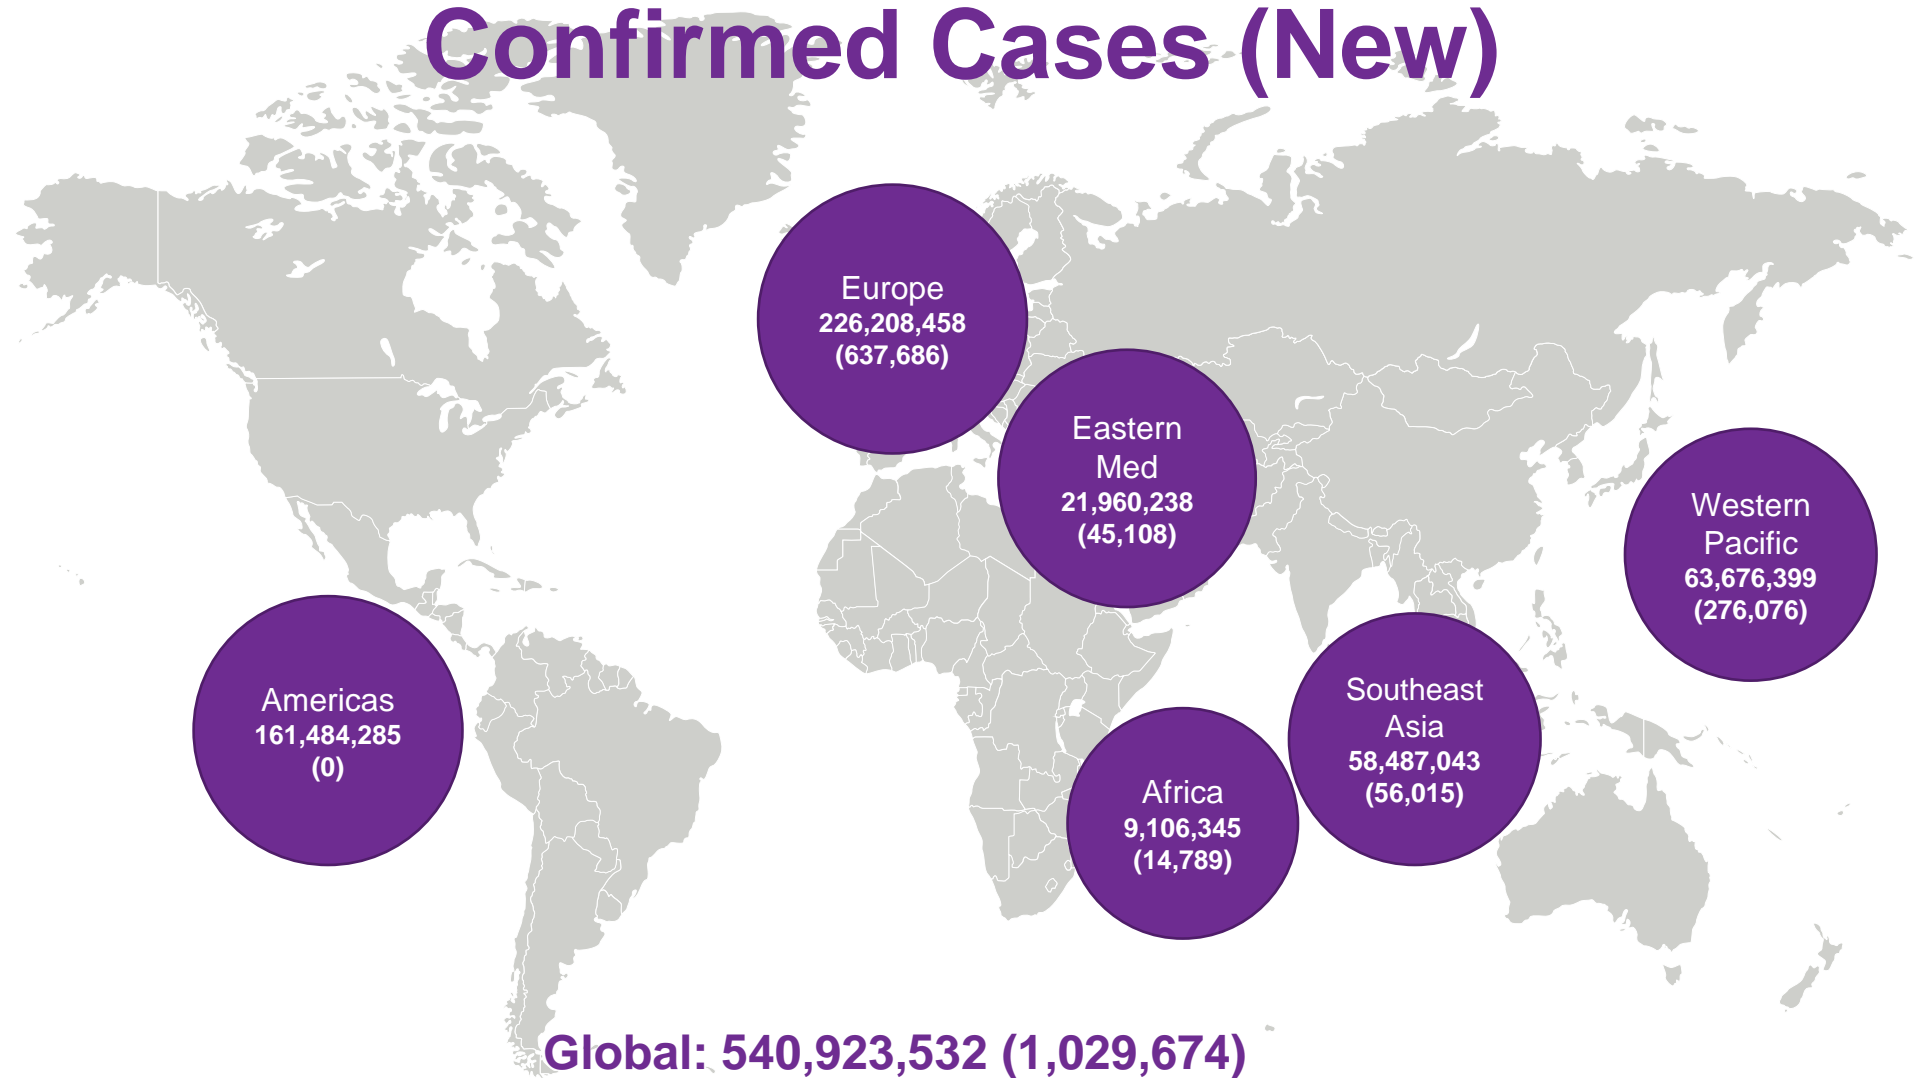 Confirmed Cases (New)
Europe
226,208,458
(637,686)
Eastern
Med
21,960,238
(45,108)
Western
Pacific
63,676,399
(276,076)
Americas
161,484,285
(0)
Southeast
Asia
58,487,043
(56,015)
Africa
9,106,345
(14,789)
Global: 540,923,532 (1,029,674)